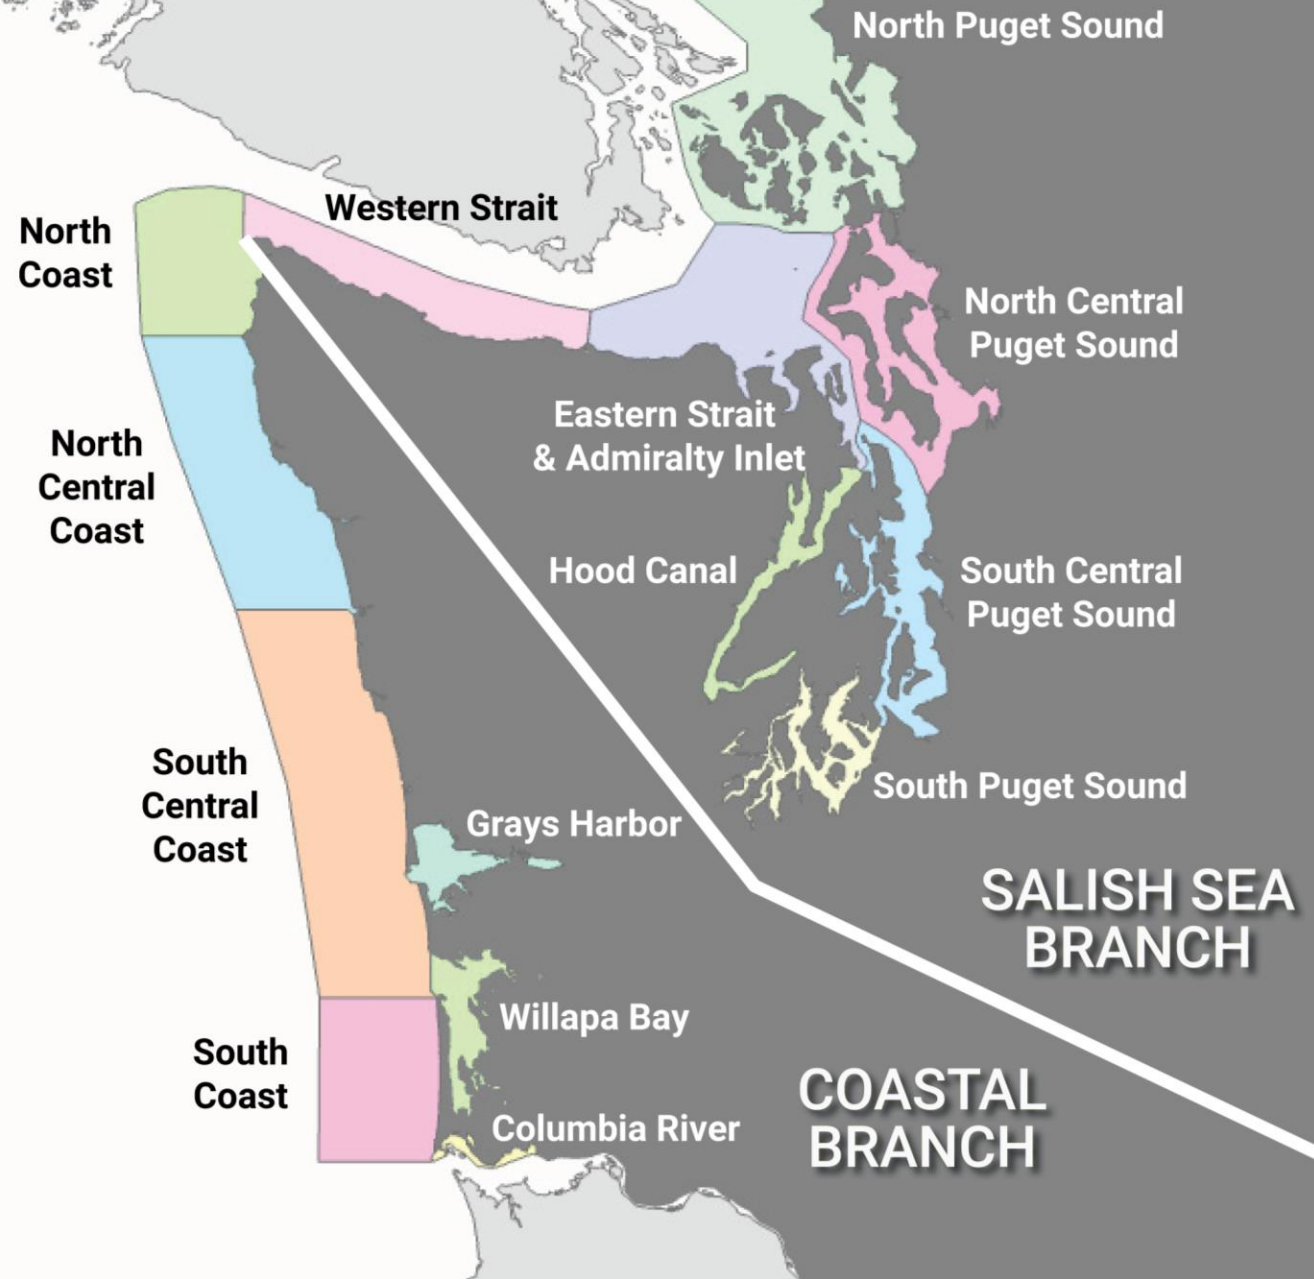 North Puget Sound
Western Strait
North
Coast
North Central
Puget Sound
Eastern Strait
& Admiralty Inlet
North
Central
Coast
Hood Canal
South Central
Puget Sound
South
Central
Coast
South Puget Sound
Grays Harbor
SALISH SEA
BRANCH
Willapa Bay
South
Coast
COASTAL
BRANCH
Columbia River